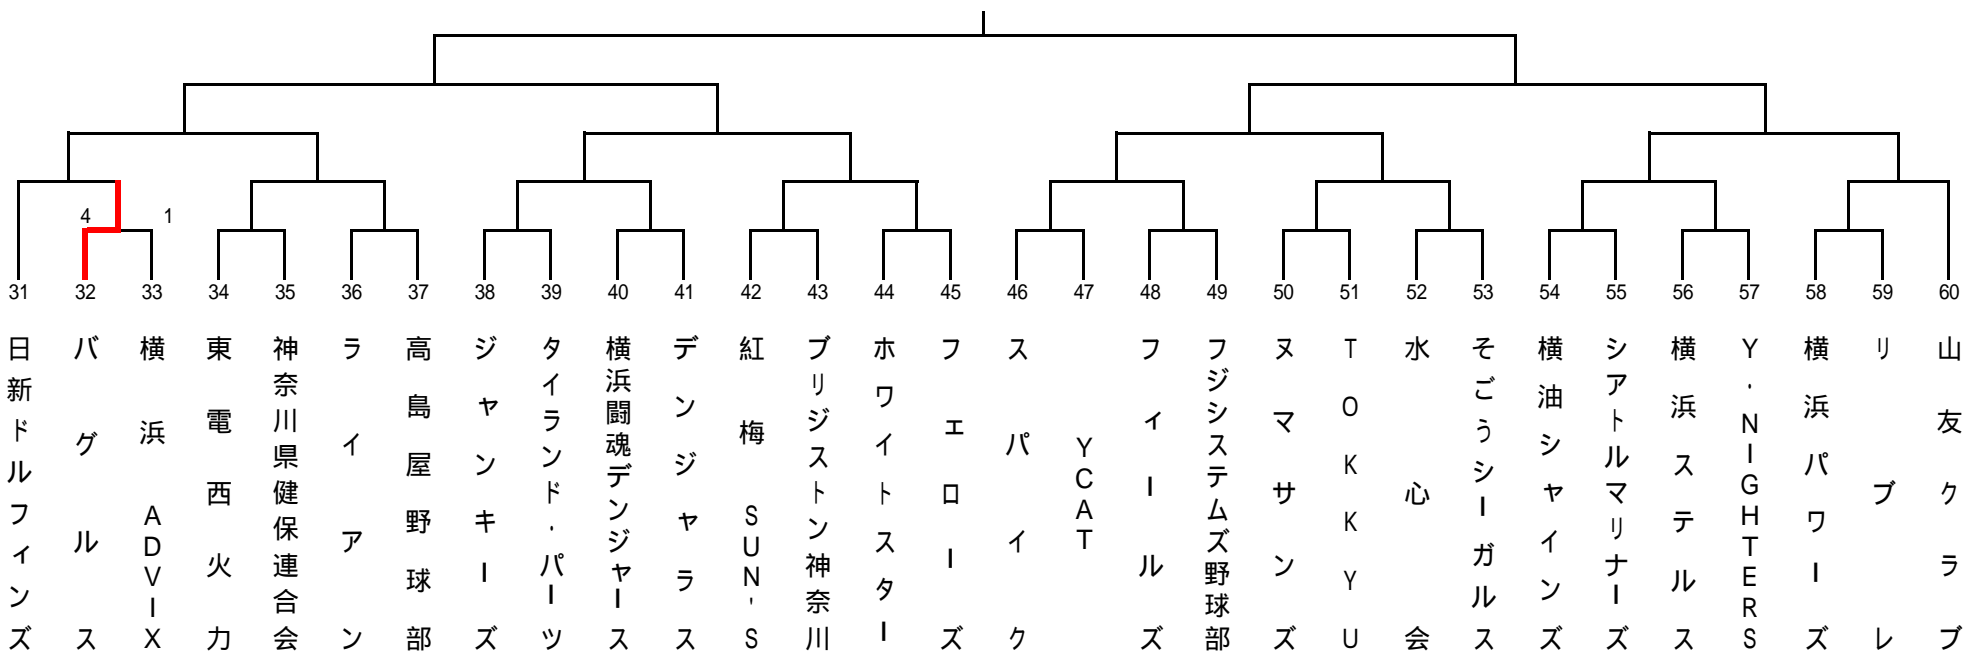 4 1
31 32 33 34 35 36 37 38 39 40 41 42 43 44 45 46 47 48 49 50 51 52 53 54 55 56 57 58 59 60
日新ドルフィンズ
バグルス
横浜 ADVIX
東電西火力
神奈川県健保連合会
ライアン
高島屋野球部
ジャンキーズ
タイランド・パーツ
横浜闘魂デンジャース
デンジャラス
紅梅 SUN'S
ブリジストン神奈川
ホワイトスター
フェローズ
スパイク
YCAT
フィールズ
フジシステムズ野球部
ヌマサンズ
TOKKYU
水心会
そごうシーガルス
横油シャインズ
シアトルマリナーズ
横浜ステルス
Y・NIGHTERS
横浜パワーズ
リブレ
山友クラブ